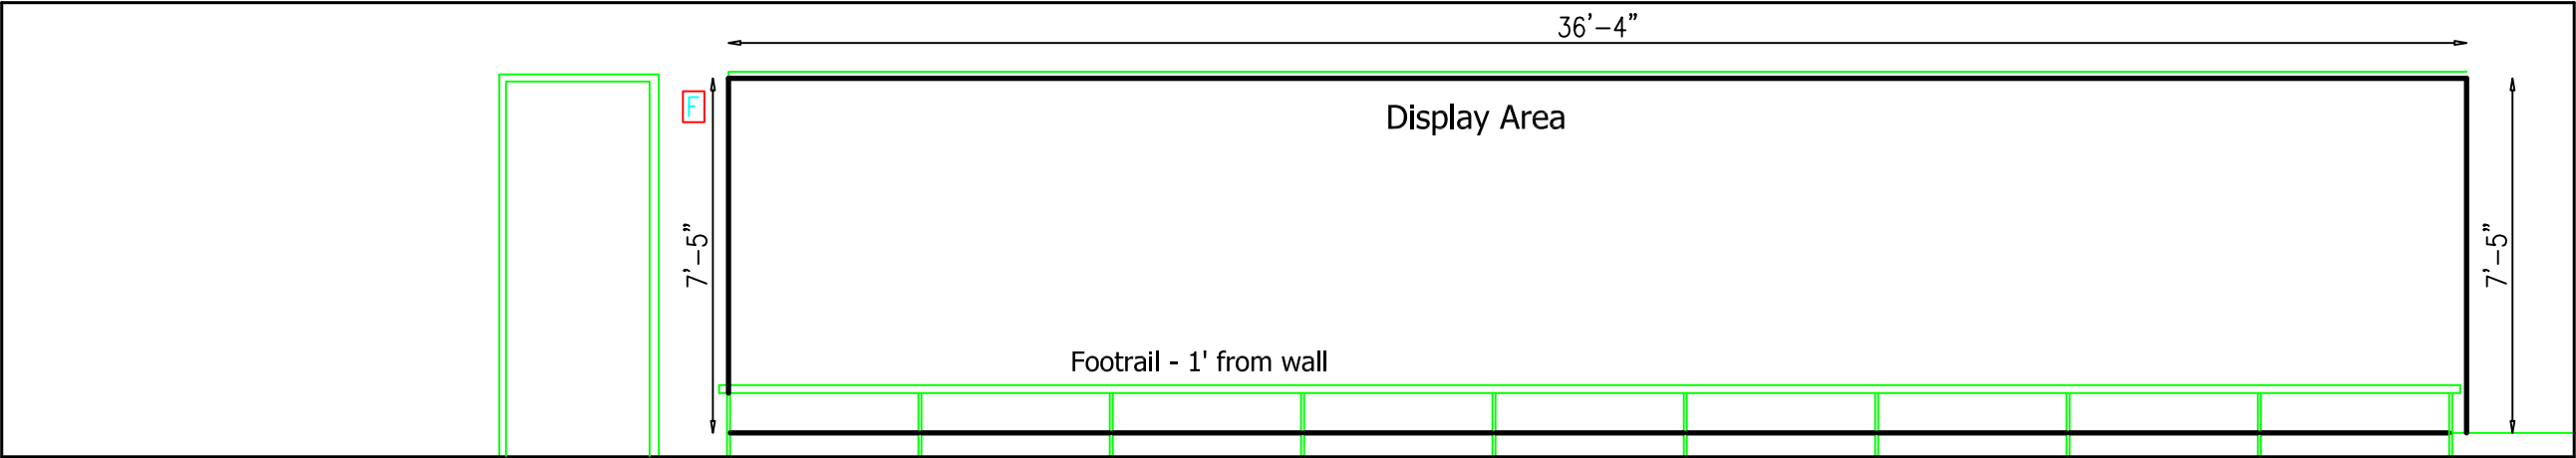 36'-4"
F
Display Area
7'-5"
7'-5"
Footrail - 1' from wall